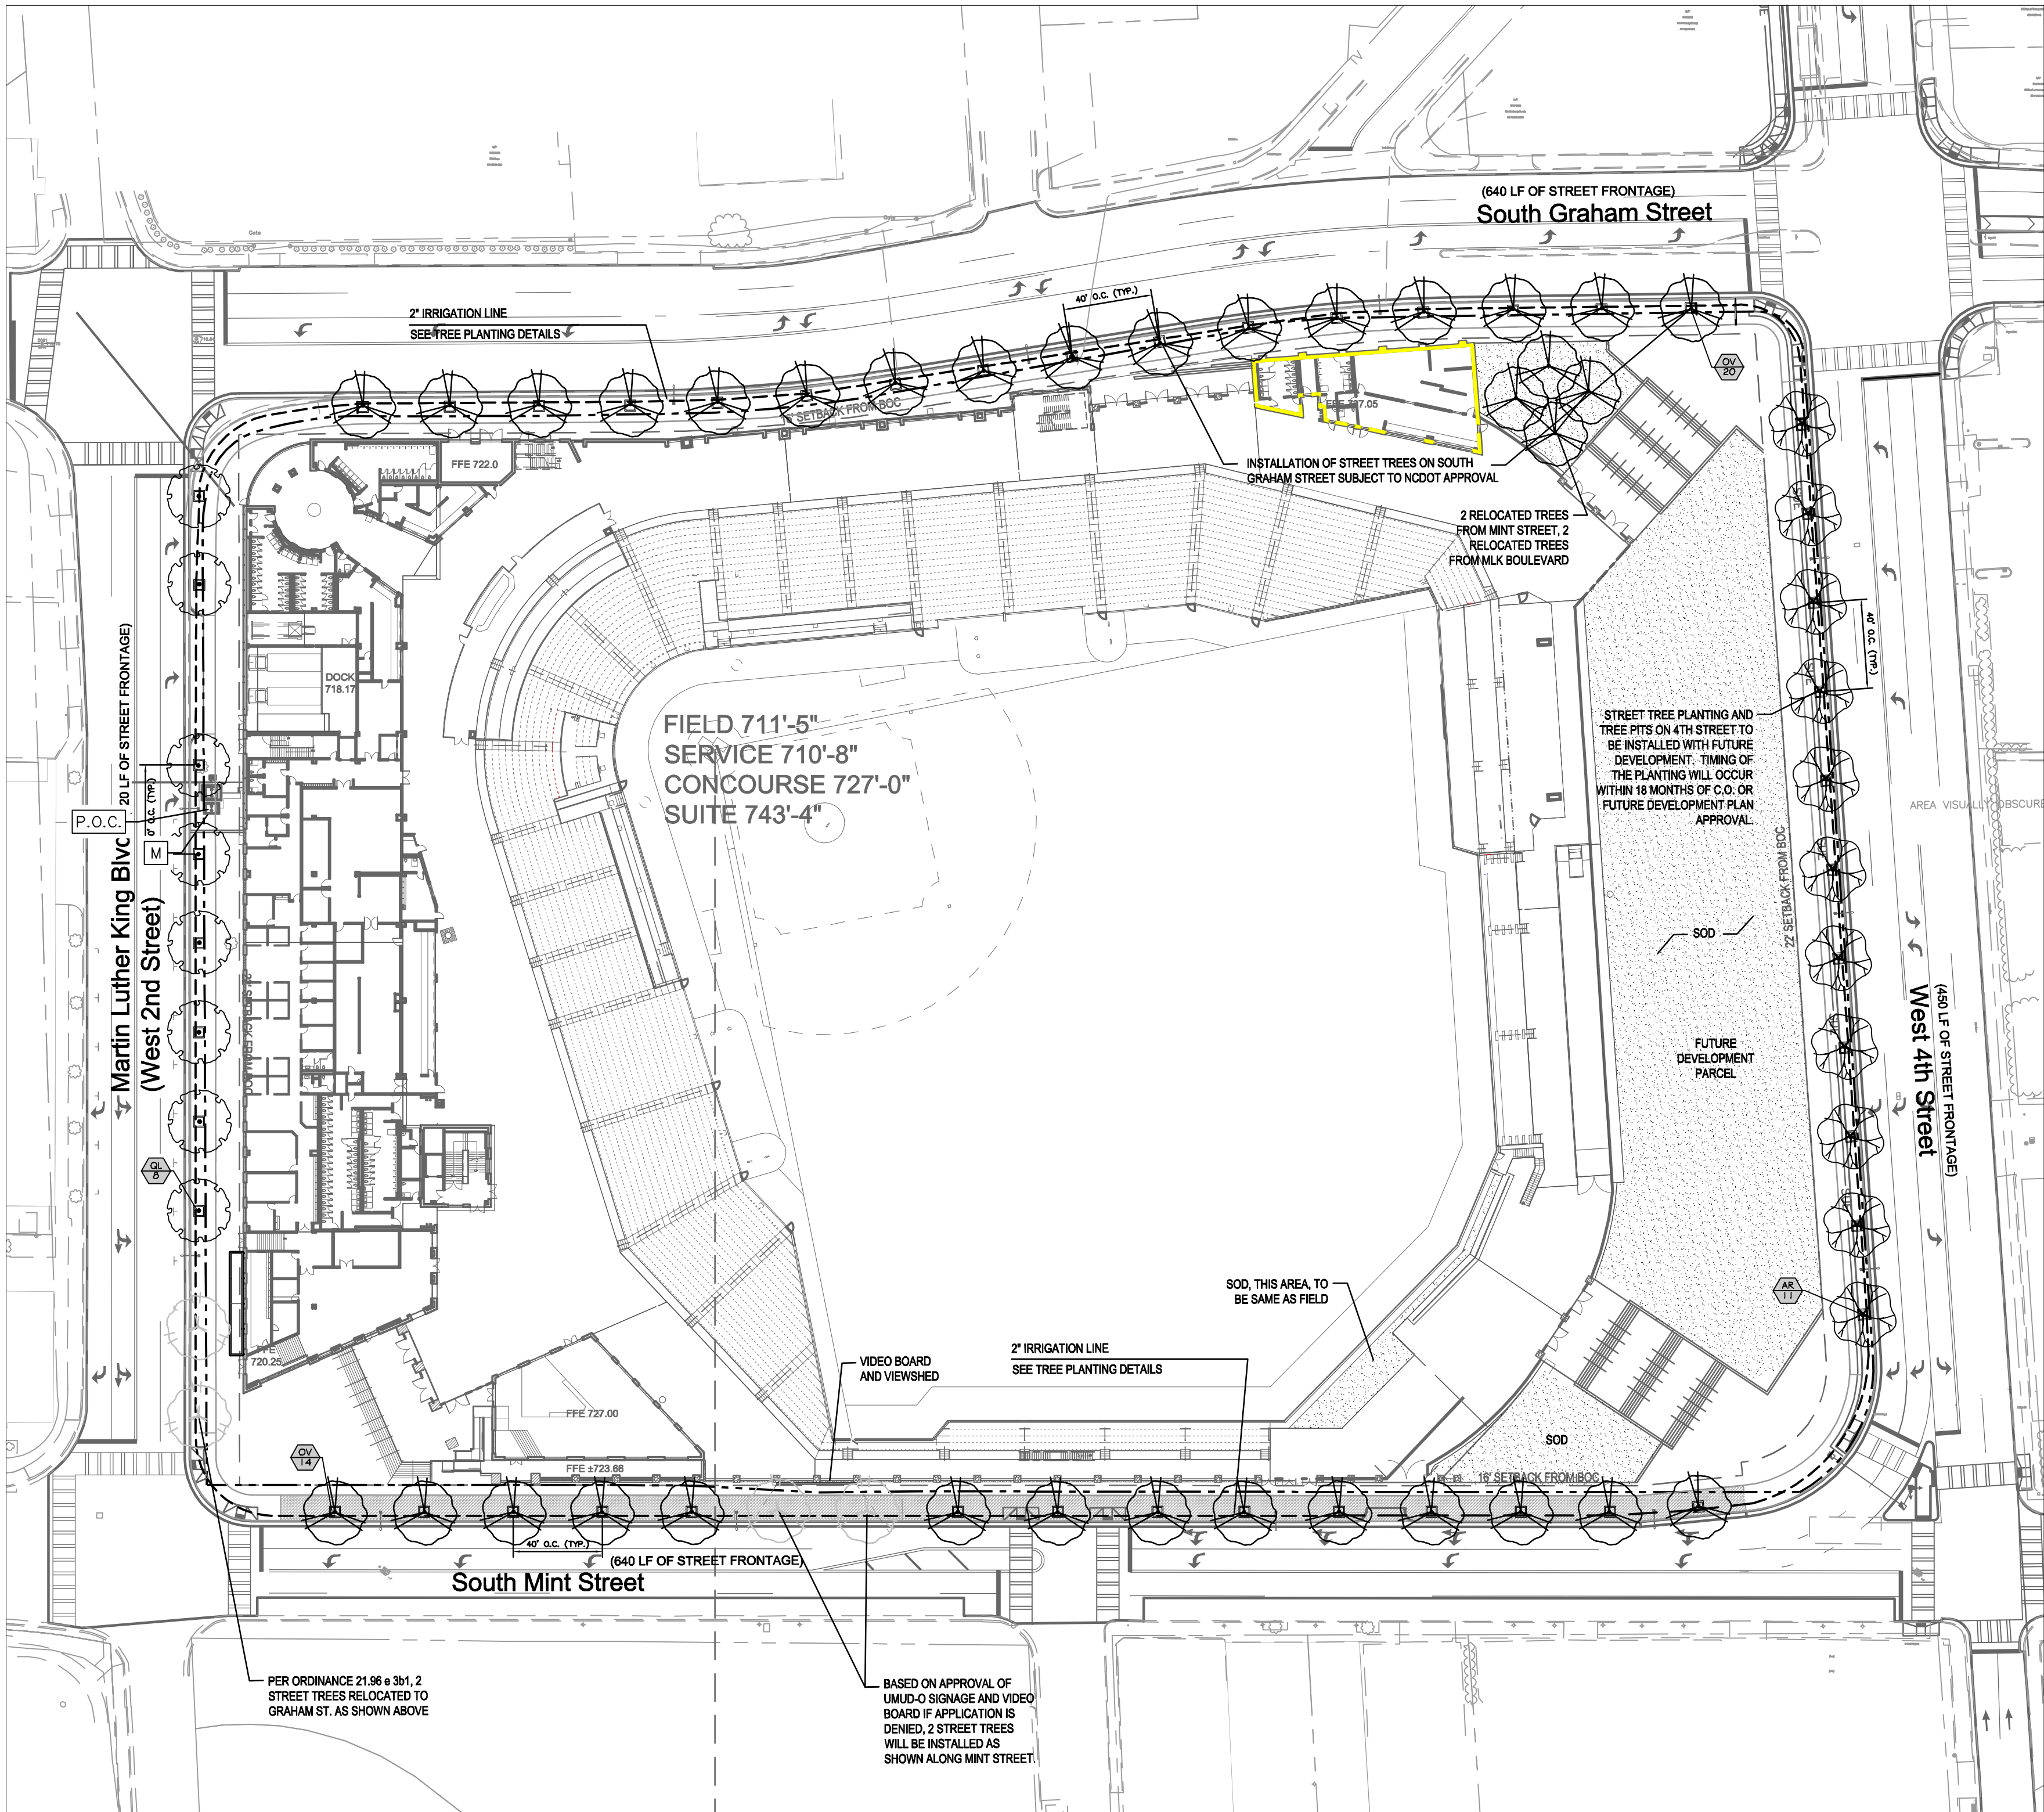 (640 LF OF STREET FRONTAGE)
South Graham Street
Gate
2" IRRIGATION LINE
SEE TREE PLANTING DETAILS
40' O.C. (TYP.)
OV
20
SETBACK FROM BOC
FFE 722.0
INSTALLATION OF STREET TREES ON SOUTH
GRAHAM STREET SUBJECT TO NCDOT APPROVAL
2 RELOCATED TREES
FROM MINT STREET, 2
RELOCATED TREES
FROM MLK BOULEVARD
DOCK
718.17
FIELD 711'-5"
SERVICE 710'-8"
CONCOURSE 727'-0"
SUITE 743'-4"
20 LF OF STREET FRONTAGE)
Martin Luther King Blvd
(West 2nd Street)
0' O.C. (TYP.)
P.O.C.
M
QL
8
40' O.C. (TYP.)
STREET TREE PLANTING AND
TREE PITS ON 4TH STREET TO
BE INSTALLED WITH FUTURE
DEVELOPMENT. TIMING OF
THE PLANTING WILL OCCUR
WITHIN 18 MONTHS OF C.O. OR
FUTURE DEVELOPMENT PLAN
APPROVAL.
AREA VISUALLY OBSCURE
22' SETBACK FROM BOC
SOD
(450 LF OF STREET FRONTAGE)
West 4th Street
FUTURE
DEVELOPMENT
PARCEL
AR
11
SOD, THIS AREA, TO
BE SAME AS FIELD
FFE
720.25
VIDEO BOARD
AND VIEWSHED
2" IRRIGATION LINE
SEE TREE PLANTING DETAILS
FFE 727.00
SOD
OV
14
FFE ±723.66
16' SETBACK FROM BOC
40' O.C. (TYP.)
(640 LF OF STREET FRONTAGE)
South Mint Street
PER ORDINANCE 21.96 e 3b1, 2
STREET TREES RELOCATED TO
GRAHAM ST. AS SHOWN ABOVE
BASED ON APPROVAL OF
UMUD-O SIGNAGE AND VIDEO
BOARD IF APPLICATION IS
DENIED, 2 STREET TREES
WILL BE INSTALLED AS
SHOWN ALONG MINT STREET.